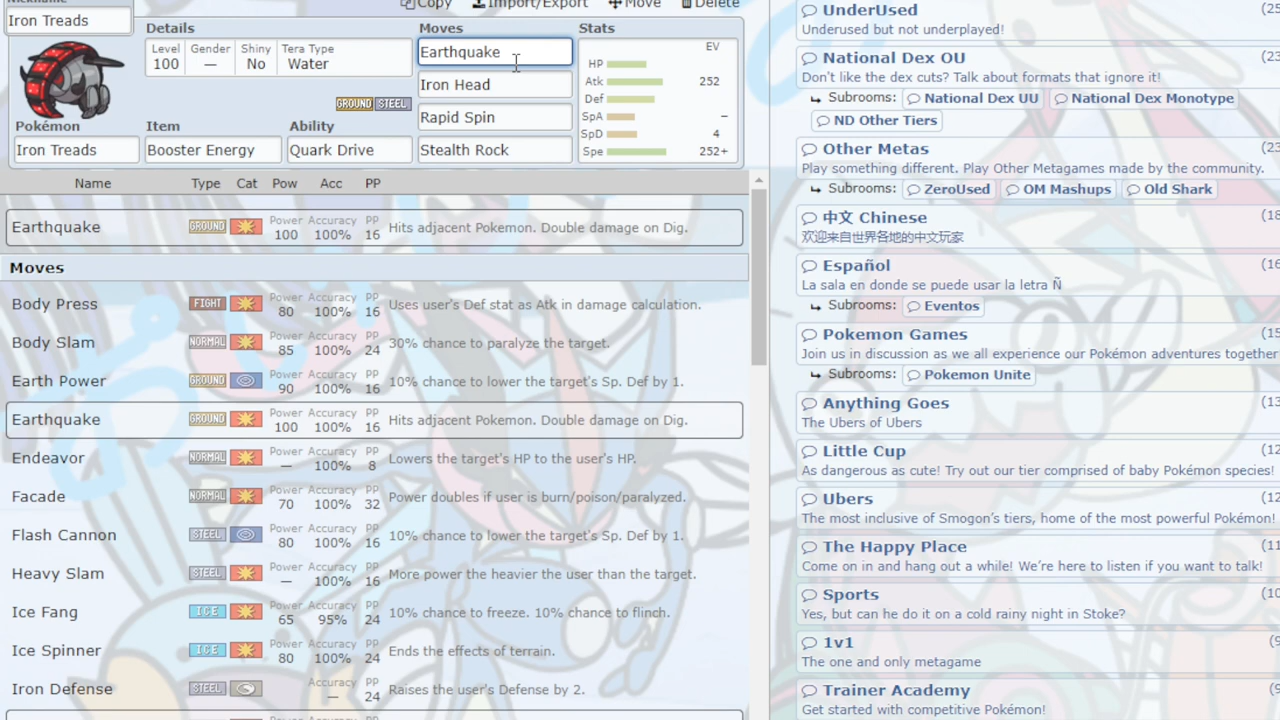 Nickname
Iron Treads
Copy Import/Export Move Delete
Details
Level
100
Gender
—
Shiny
No
Tera Type
Water
GROUND STEEL
Pokémon
Iron Treads
Item
Booster Energy
Ability
Quark Drive
Moves
Earthquake
Iron Head
Rapid Spin
Stealth Rock
Stats
EV
HP
Atk 252
Def
SpA –
SpD 4
Spe 252+
Name Type Cat Pow Acc PP
Earthquake GROUND Power 100 Accuracy 100% PP 16 Hits adjacent Pokemon. Double damage on Dig.
Moves
Body Press FIGHT Power 80 Accuracy 100% PP 16 Uses user's Def stat as Atk in damage calculation.
Body Slam NORMAL Power 85 Accuracy 100% PP 24 30% chance to paralyze the target.
Earth Power GROUND Power 90 Accuracy 100% PP 16 10% chance to lower the target's Sp. Def by 1.
Earthquake GROUND Power 100 Accuracy 100% PP 16 Hits adjacent Pokemon. Double damage on Dig.
Endeavor NORMAL Power — Accuracy 100% PP 8 Lowers the target's HP to the user's HP.
Facade NORMAL Power 70 Accuracy 100% PP 32 Power doubles if user is burn/poison/paralyzed.
Flash Cannon STEEL Power 80 Accuracy 100% PP 16 10% chance to lower the target's Sp. Def by 1.
Heavy Slam STEEL Power — Accuracy 100% PP 16 More power the heavier the user than the target.
Ice Fang ICE Power 65 Accuracy 95% PP 24 10% chance to freeze. 10% chance to flinch.
Ice Spinner ICE Power 80 Accuracy 100% PP 24 Ends the effects of terrain.
Iron Defense STEEL Accuracy — PP 24 Raises the user's Defense by 2.
UnderUsed (25
Underused but not underplayed!
National Dex OU (23
Don't like the dex cuts? Talk about formats that ignore it!
Subrooms: National Dex UU National Dex Monotype
ND Other Tiers
Other Metas (23
Play something different. Play Other Metagames made by the community.
Subrooms: ZeroUsed OM Mashups Old Shark
中文 Chinese (18
欢迎来自世界各地的中文玩家
Español (16
La sala en donde se puede usar la letra Ñ
Subrooms: Eventos
Pokemon Games (15
Join us in discussion as we all experience our Pokémon adventures together
Subrooms: Pokemon Unite
Anything Goes (13
The Ubers of Ubers
Little Cup (12
As dangerous as cute! Try out our tier comprised of baby Pokémon species!
Ubers (12
The most inclusive of Smogon's tiers, home of the most powerful Pokémon!
The Happy Place (11
Come on in and hang out a while! We're here to listen if you want to talk!
Sports (10
Yes, but can he do it on a cold rainy night in Stoke?
1v1
The one and only metagame
Trainer Academy (9
Get started with competitive Pokémon!